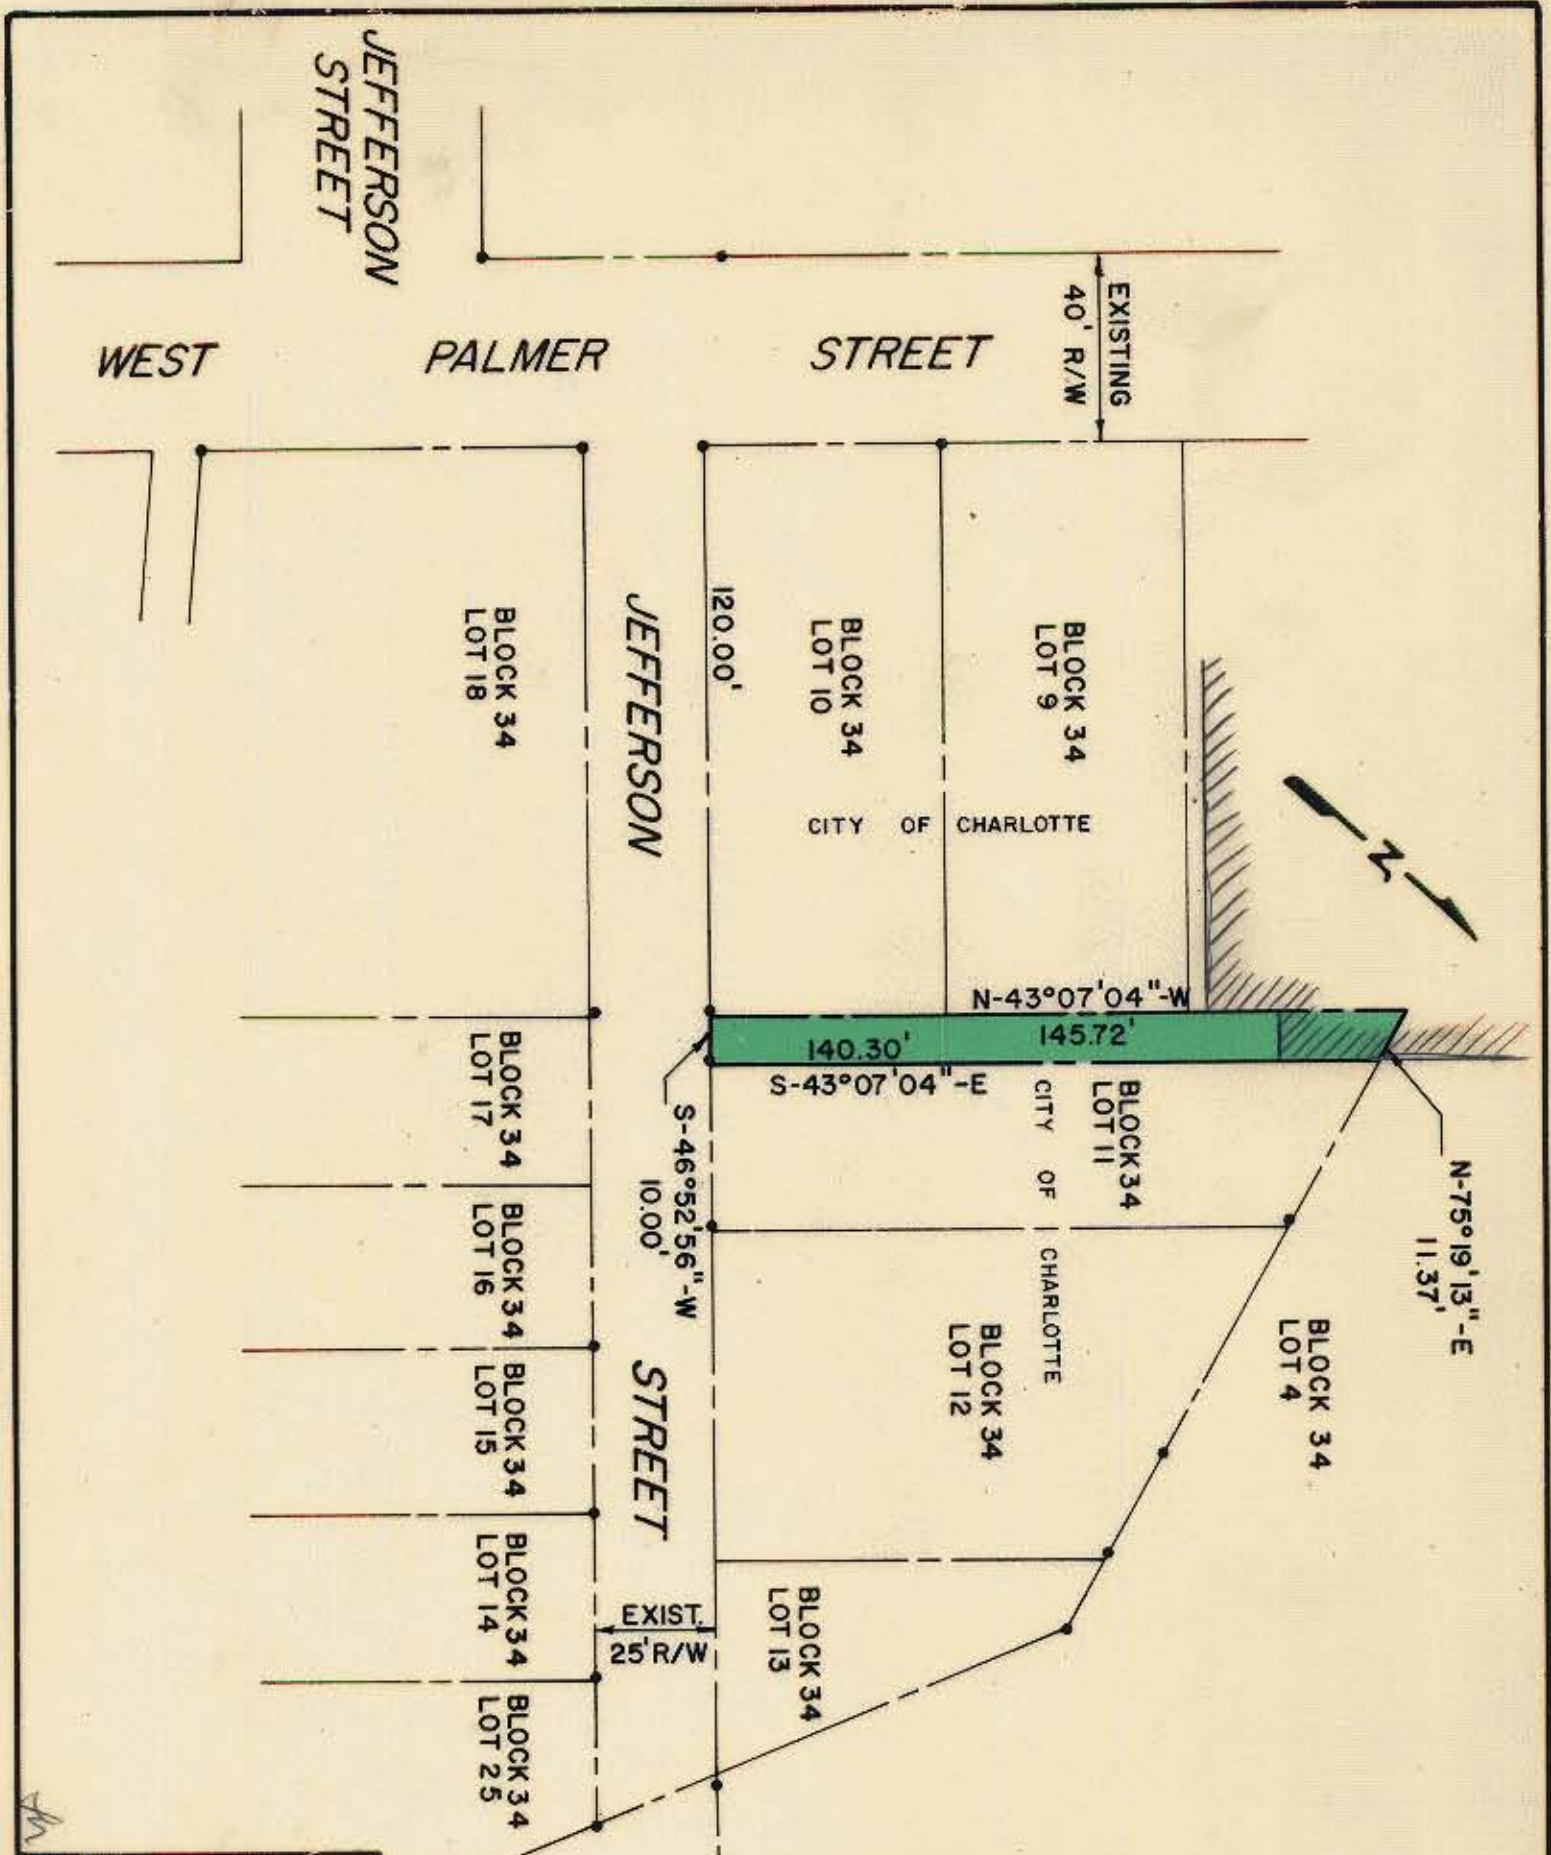 JEFFERSON
STREET
WEST PALMER STREET
EXISTING
40' R/W
BLOCK 34
LOT 18
JEFFERSON
120.00'
BLOCK 34
LOT 10
BLOCK 34
LOT 9
CITY OF CHARLOTTE
N
N-43°07'04"-W
145.72'
140.30'
S-43°07'04"-E
S-46°52'56"-W
10.00'
N-75°19'13"-E
11.37'
BLOCK 34
LOT 11
CITY OF CHARLOTTE
BLOCK 34
LOT 12
BLOCK 34
LOT 4
BLOCK 34
LOT 17
BLOCK 34
LOT 16
BLOCK 34
LOT 15
STREET
BLOCK 34
LOT 14
EXIST.
25' R/W
BLOCK 34
LOT 13
BLOCK 34
LOT 25